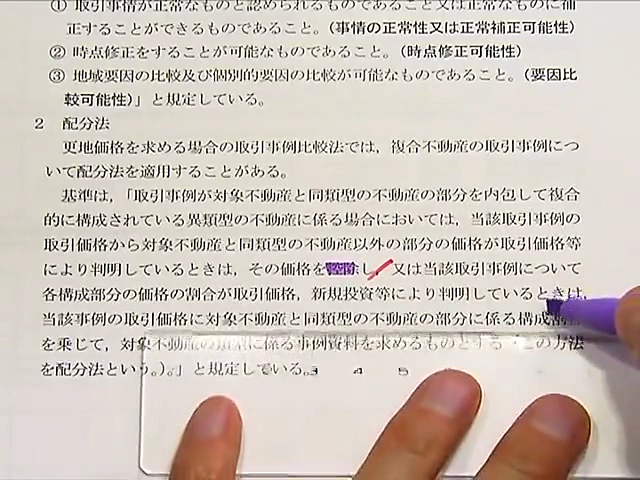 ① 取引事情が正常なものと認められるものであること又は正常なものに補
正することができるものであること。（事情の正常性又は正常補正可能性）
② 時点修正をすることが可能なものであること。（時点修正可能性）
③ 地域要因の比較及び個別的要因の比較が可能なものであること。（要因比
較可能性）」と規定している。
2 配分法
更地価格を求める場合の取引事例比較法では，複合不動産の取引事例につ
いて配分法を適用することがある。
基準は，「取引事例が対象不動産と同類型の不動産の部分を内包して複合
的に構成されている異類型の不動産に係る場合においては，当該取引事例の
取引価格から対象不動産と同類型の不動産以外の部分の価格が取引価格等
により判明しているときは，その価格を控除し，又は当該取引事例について
各構成部分の価格の割合が取引価格，新規投資等により判明しているときは，
当該事例の取引価格に対象不動産と同類型の不動産の部分に係る構成割合
を乗じて，対象不動産の類型に係る事例資料を求めるものとする（この方法
を配分法という。）。」と規定している。
3 4 5